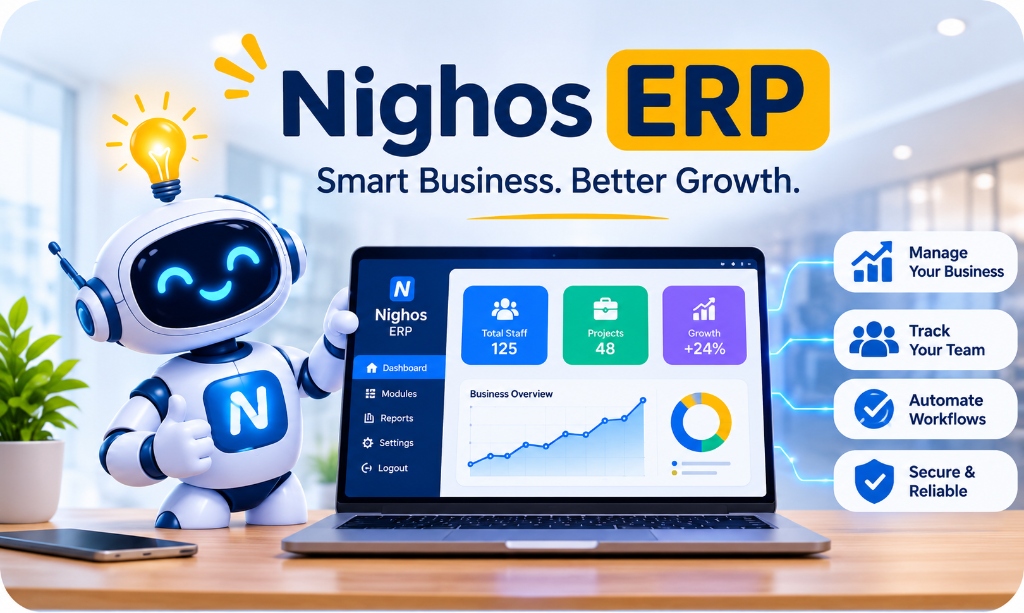 Nighos ERP
Smart Business. Better Growth.
N
N
Nighos
ERP
Dashboard
Modules
Reports
Settings
Logout
Total Staff
125
Projects
48
Growth
+24%
Business Overview
Manage
Your Business
Track
Your Team
Automate
Workflows
Secure &
Reliable